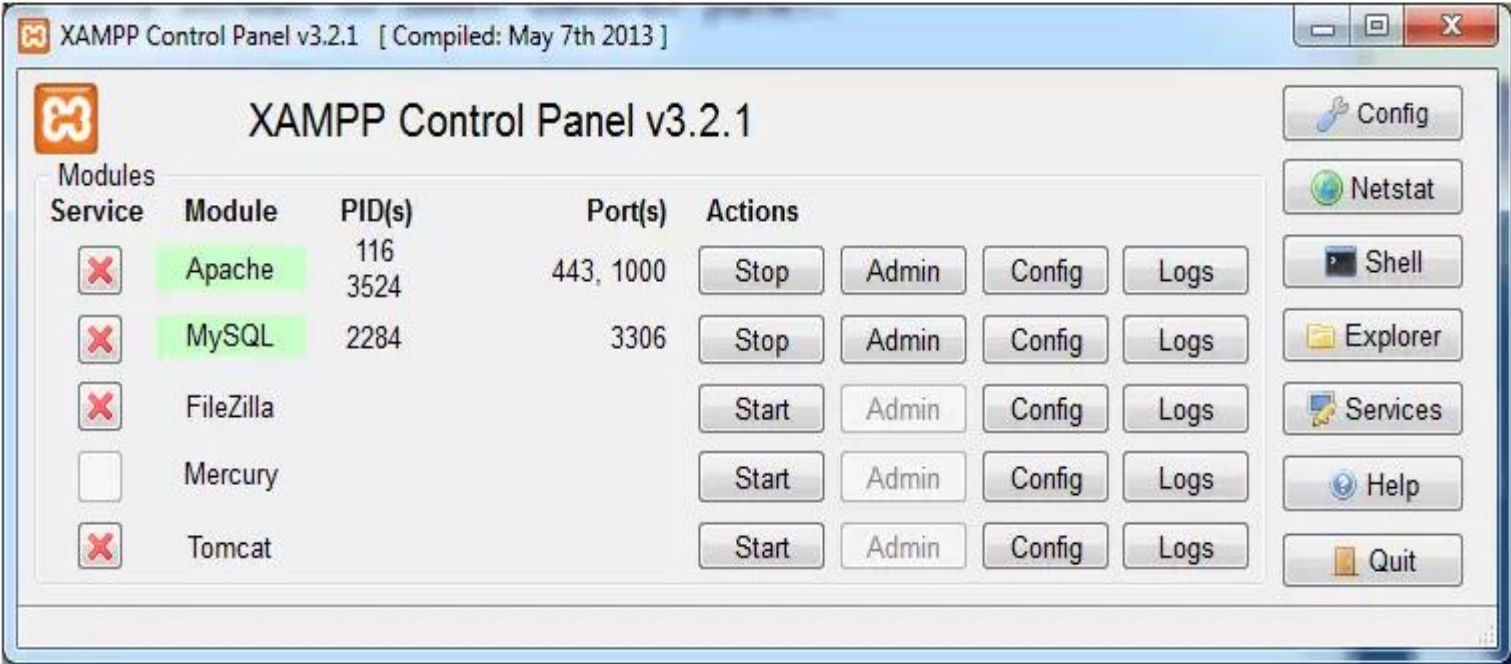 XAMPP Control Panel v3.2.1 [ Compiled: May 7th 2013 ]
XAMPP Control Panel v3.2.1
Config
Modules
Service Module PID(s) Port(s) Actions
Netstat
Apache 116 3524 443, 1000 Stop Admin Config Logs
Shell
MySQL 2284 3306 Stop Admin Config Logs
Explorer
FileZilla Start Admin Config Logs
Services
Mercury Start Admin Config Logs
Help
Tomcat Start Admin Config Logs
Quit